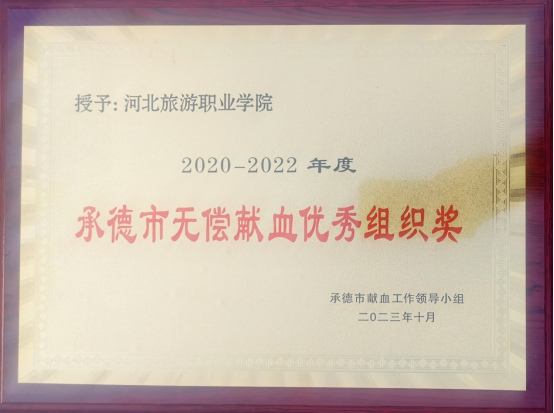 授予：河北旅游职业学院
2020-2022 年度
承德市无偿献血优秀组织奖
承德市献血工作领导小组
二〇二三年十月